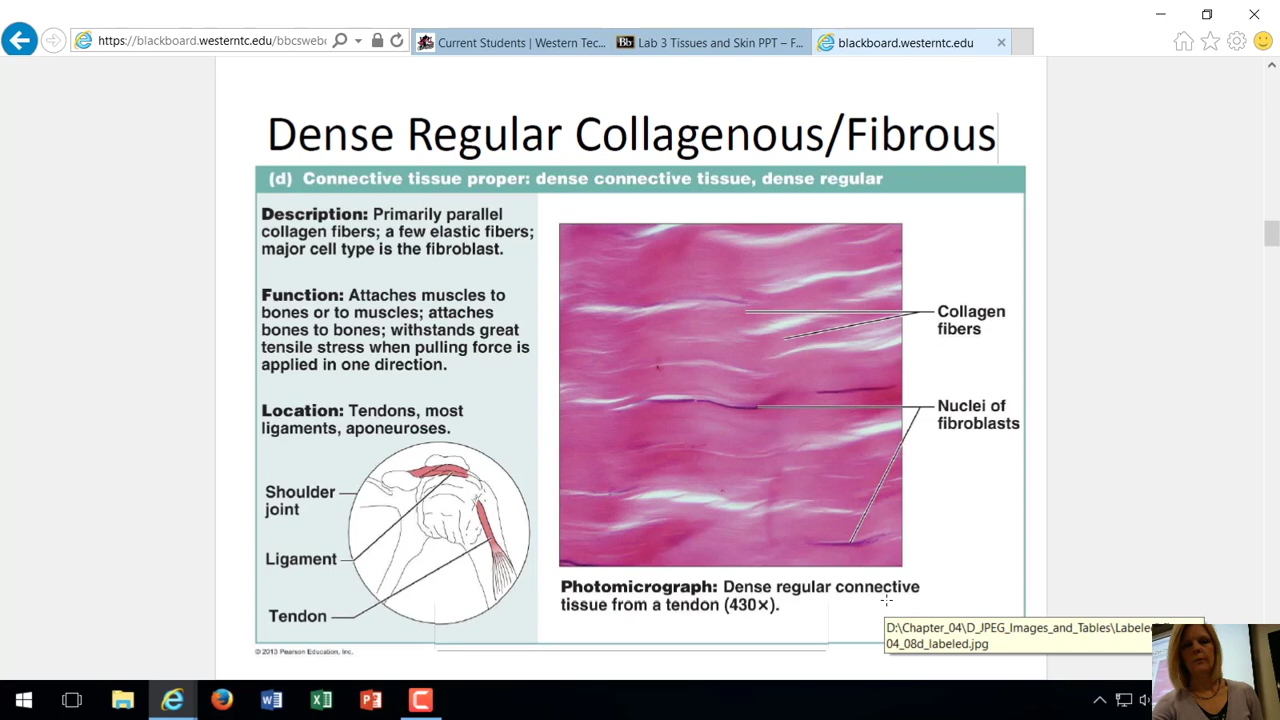 https://blackboard.westerntc.edu/bbcswebc
Current Students | Western Tec...
Bb Lab 3 Tissues and Skin PPT – F...
blackboard.westerntc.edu
Dense Regular Collagenous/Fibrous
(d) Connective tissue proper: dense connective tissue, dense regular
Description: Primarily parallel
collagen fibers; a few elastic fibers;
major cell type is the fibroblast.
Function: Attaches muscles to
bones or to muscles; attaches
bones to bones; withstands great
tensile stress when pulling force is
applied in one direction.
Location: Tendons, most
ligaments, aponeuroses.
Shoulder
joint
Ligament
Tendon
Collagen
fibers
Nuclei of
fibroblasts
Photomicrograph: Dense regular connective
tissue from a tendon (430×).
D:\Chapter_04\D_JPEG_Images_and_Tables\Labele
04_08d_labeled.jpg
© 2013 Pearson Education, Inc.